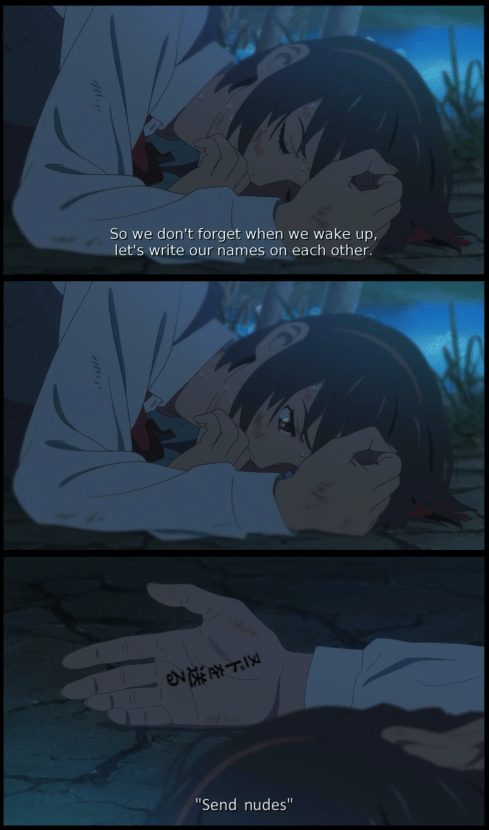 So we don't forget when we wake up,
let's write our names on each other.
"Send nudes"